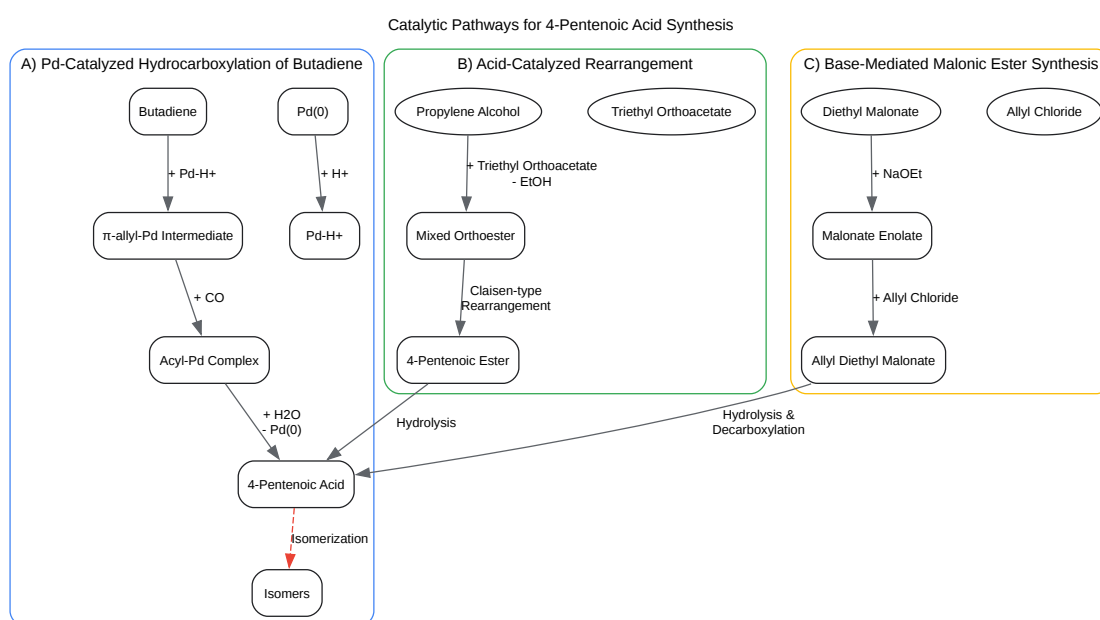 Catalytic Pathways for 4-Pentenoic Acid Synthesis
A) Pd-Catalyzed Hydrocarboxylation of Butadiene
Butadiene
Pd(0)
+ Pd-H+
+ H+
π-allyl-Pd Intermediate
Pd-H+
+ CO
Acyl-Pd Complex
+ H2O
- Pd(0)
4-Pentenoic Acid
Isomerization
Isomers
B) Acid-Catalyzed Rearrangement
Propylene Alcohol
Triethyl Orthoacetate
+ Triethyl Orthoacetate
- EtOH
Mixed Orthoester
Claisen-type
Rearrangement
4-Pentenoic Ester
Hydrolysis
C) Base-Mediated Malonic Ester Synthesis
Diethyl Malonate
Allyl Chloride
+ NaOEt
Malonate Enolate
+ Allyl Chloride
Allyl Diethyl Malonate
Hydrolysis &
Decarboxylation